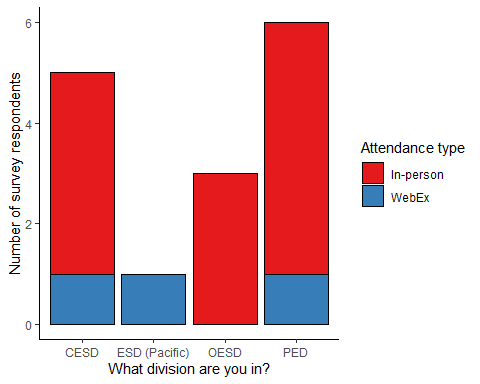 Number of survey respondents
6
4
2
0
CESD
ESD (Pacific)
OESD
PED
What division are you in?
Attendance type
In-person
WebEx